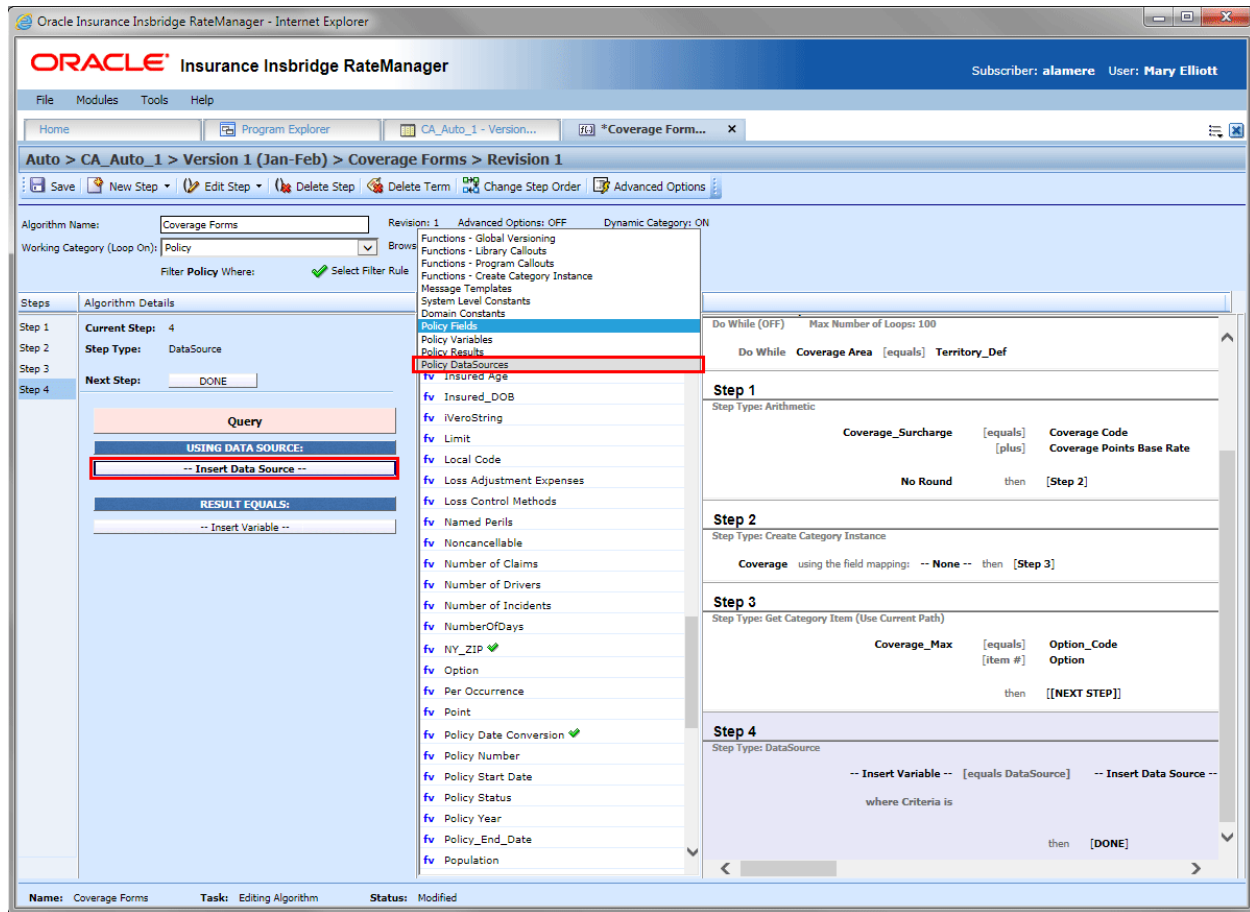 Oracle Insurance Insbridge RateManager - Internet Explorer
ORACLE Insurance Insbridge RateManager
Subscriber: alamere User: Mary Elliott
File Modules Tools Help
Home Program Explorer CA_Auto_1 - Version... *Coverage Form... x
Auto > CA_Auto_1 > Version 1 (Jan-Feb) > Coverage Forms > Revision 1
Save New Step Edit Step Delete Step Delete Term Change Step Order Advanced Options
Algorithm Name: Coverage Forms Revision: 1 Advanced Options: OFF Dynamic Category: ON
Working Category (Loop On): Policy Brows
Filter Policy Where: Select Filter Rule
Functions - Global Versioning
Functions - Library Callouts
Functions - Program Callouts
Functions - Create Category Instance
Message Templates
System Level Constants
Domain Constants
Policy Fields
Policy Variables
Policy Results
Policy DataSources
Steps
Step 1
Step 2
Step 3
Step 4
Algorithm Details
Current Step: 4
Step Type: DataSource
Next Step: DONE
Query
USING DATA SOURCE:
-- Insert Data Source --
RESULT EQUALS:
-- Insert Variable --
fv Insured Age
fv Insured_DOB
fv iVeroString
fv Limit
fv Local Code
fv Loss Adjustment Expenses
fv Loss Control Methods
fv Named Perils
fv Noncancellable
fv Number of Claims
fv Number of Drivers
fv Number of Incidents
fv NumberOfDays
fv NY_ZIP
fv Option
fv Per Occurrence
fv Point
fv Policy Date Conversion
fv Policy Number
fv Policy Start Date
fv Policy Status
fv Policy Year
fv Policy_End_Date
fv Population
Do While (OFF) Max Number of Loops: 100
Do While Coverage Area [equals] Territory_Def
Step 1
Step Type: Arithmetic
Coverage_Surcharge [equals] Coverage Code
[plus] Coverage Points Base Rate
No Round then [Step 2]
Step 2
Step Type: Create Category Instance
Coverage using the field mapping: -- None -- then [Step 3]
Step 3
Step Type: Get Category Item (Use Current Path)
Coverage_Max [equals] Option_Code
[item #] Option
then [[NEXT STEP]]
Step 4
Step Type: DataSource
-- Insert Variable -- [equals DataSource] -- Insert Data Source --
where Criteria is
then [DONE]
Name: Coverage Forms Task: Editing Algorithm Status: Modified